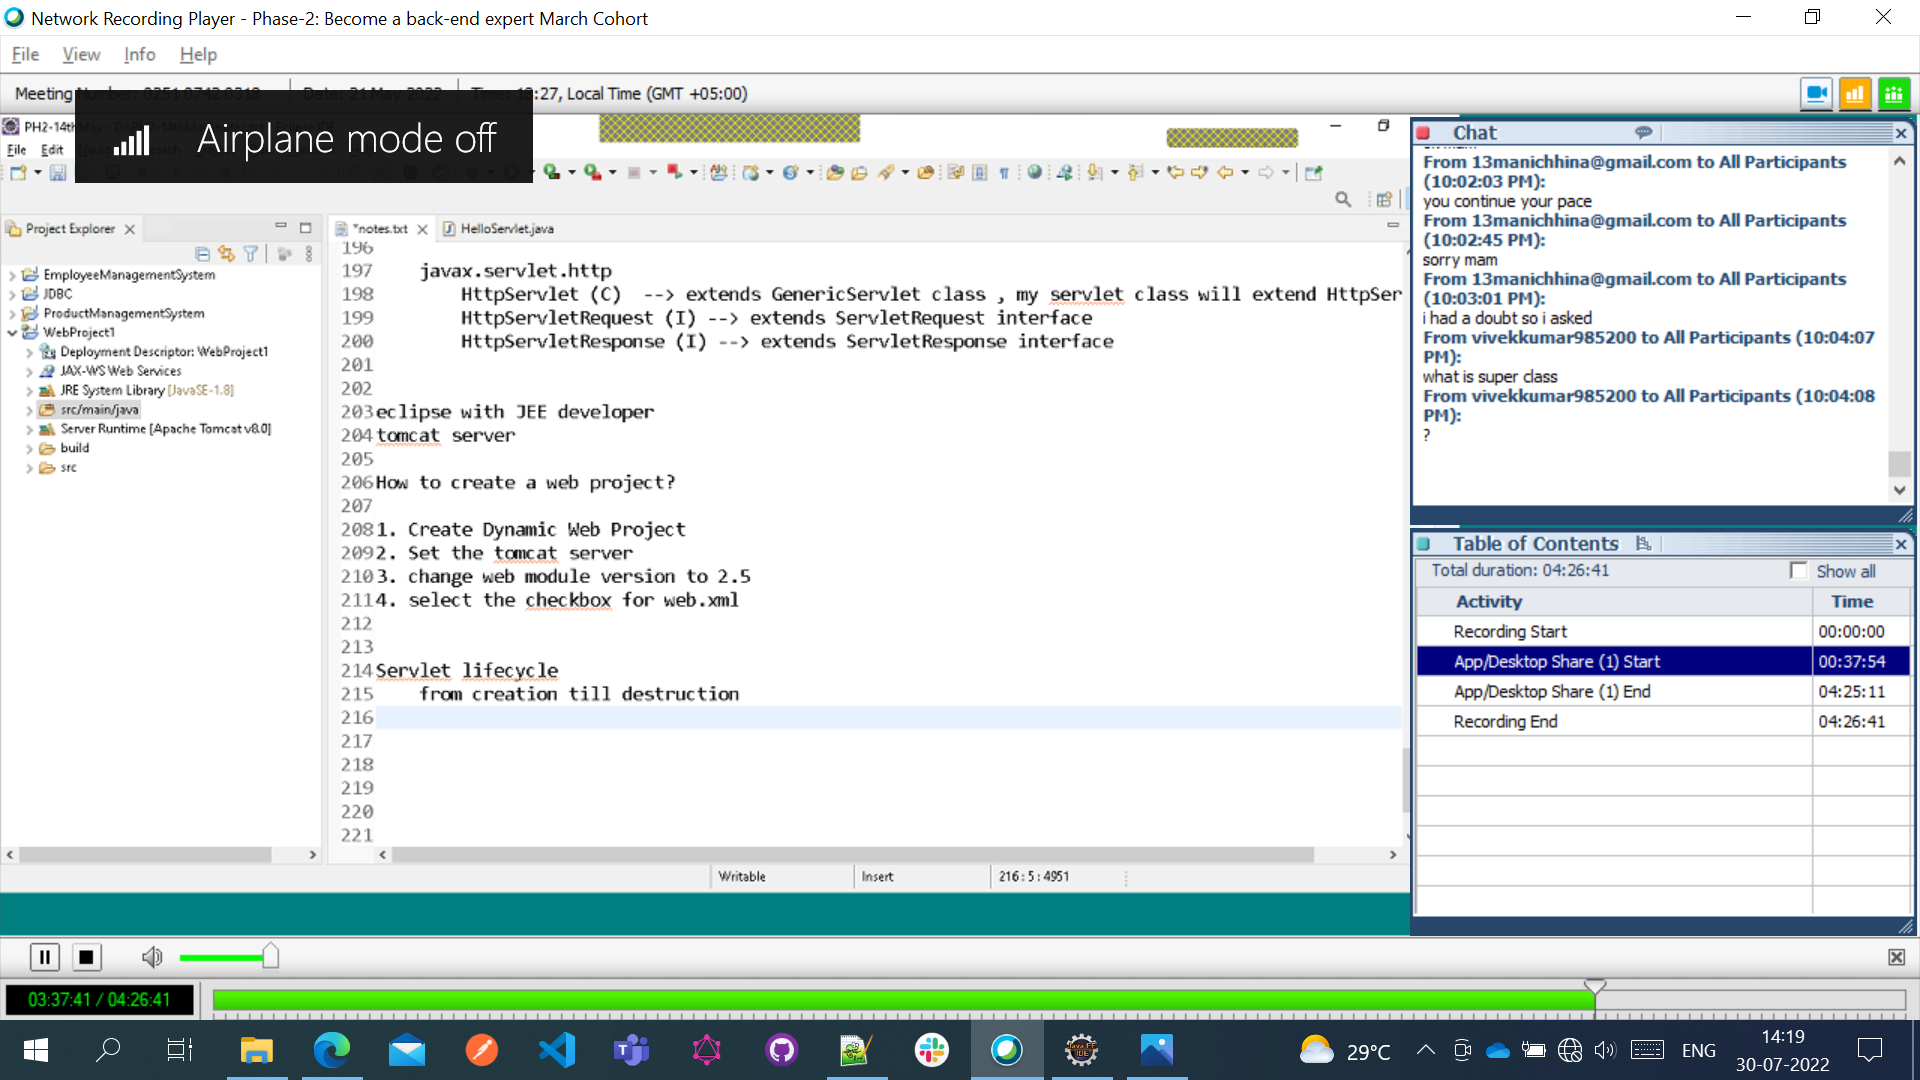 Network Recording Player - Phase-2: Become a back-end expert March Cohort
File View Info Help
Meeting :27, Local Time (GMT +05:00)
Airplane mode off
PH2-14th
File Edit
Project Explorer
EmployeeManagementSystem
JDBC
ProductManagementSystem
WebProject1
Deployment Descriptor: WebProject1
JAX-WS Web Services
JRE System Library [JavaSE-1.8]
src/main/java
Server Runtime [Apache Tomcat v8.0]
build
src
*notes.txt HelloServlet.java
196
197 javax.servlet.http
198 HttpServlet (C) --> extends GenericServlet class , my servlet class will extend HttpSer
199 HttpServletRequest (I) --> extends ServletRequest interface
200 HttpServletResponse (I) --> extends ServletResponse interface
201
202
203 eclipse with JEE developer
204 tomcat server
205
206 How to create a web project?
207
208 1. Create Dynamic Web Project
209 2. Set the tomcat server
210 3. change web module version to 2.5
211 4. select the checkbox for web.xml
212
213
214 Servlet lifecycle
215 from creation till destruction
216
217
218
219
220
221
Writable Insert 216 : 5 : 4951
Chat
From 13manichhina@gmail.com to All Participants
(10:02:03 PM):
you continue your pace
From 13manichhina@gmail.com to All Participants
(10:02:45 PM):
sorry mam
From 13manichhina@gmail.com to All Participants
(10:03:01 PM):
i had a doubt so i asked
From vivekkumar985200 to All Participants (10:04:07
PM):
what is super class
From vivekkumar985200 to All Participants (10:04:08
PM):
?
Table of Contents
Total duration: 04:26:41 Show all
Activity Time
Recording Start 00:00:00
App/Desktop Share (1) Start 00:37:54
App/Desktop Share (1) End 04:25:11
Recording End 04:26:41
03:37:41 / 04:26:41
29°C ENG 14:19
30-07-2022